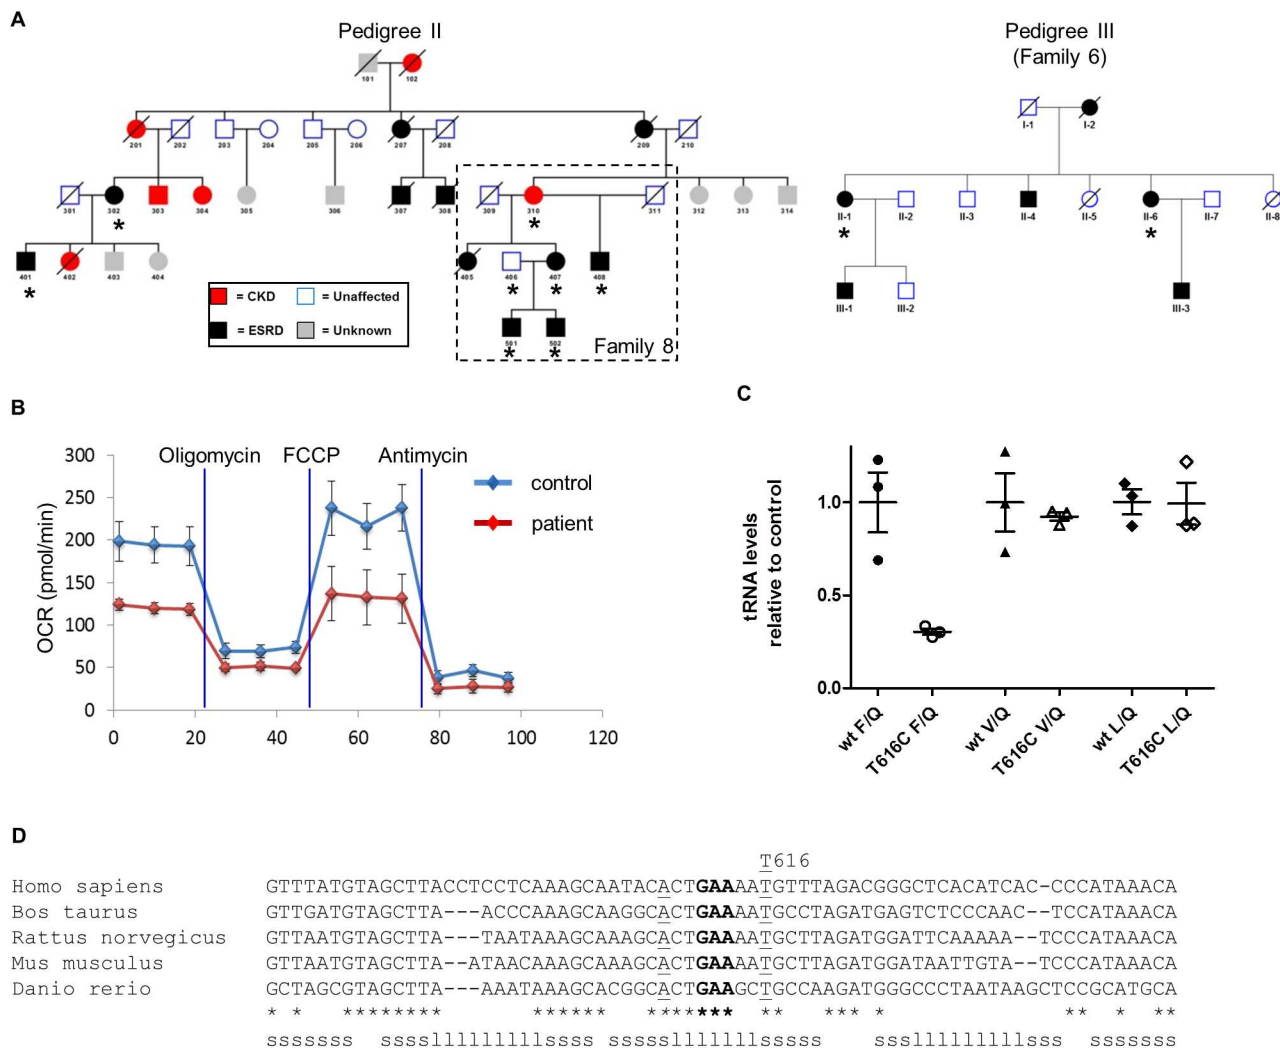 A
Pedigree II
Pedigree III
(Family 6)
101 102
201 202 203 204 205 206 207 208 209 210
301 302 303 304 305 306 307 308 309 310 311 312 313 314
* *
401 402 403 404 405 406 407 408
* * * *
501 502
* *
Family 8
= CKD = Unaffected
= ESRD = Unknown
I-1 I-2
II-1 II-2 II-3 II-4 II-5 II-6 II-7 II-8
* *
III-1 III-2 III-3
B
OCR (pmol/min)
300
250
200
150
100
50
0
0 20 40 60 80 100 120
Oligomycin FCCP Antimycin
control
patient
C
tRNA levels
relative to control
1.0
0.5
0.0
wt F/Q
T616C F/Q
wt V/Q
T616C V/Q
wt L/Q
T616C L/Q
D
T616
Homo sapiens GTTTATGTAGCTTACCTCCTCAAAGCAATACACTGAAAATGTTTAGACGGGCTCACATCAC-CCCATAAACA
Bos taurus GTTGATGTAGCTTA---ACCCAAAGCAAGGCACTGAAAATGCCTAGATGAGTCTCCCAAC--TCCATAAACA
Rattus norvegicus GTTAATGTAGCTTA---TAATAAAGCAAAGCACTGAAAATGCTTAGATGGATTCAAAAA--TCCCATAAACA
Mus musculus GTTAATGTAGCTTA--ATAACAAAGCAAAGCACTGAAAATGCTTAGATGGATAATTGTA--TCCCATAAACA
Danio rerio GCTAGCGTAGCTTA---AAATAAAGCACGGCACTGAAGCTGCCAAGATGGGCCCTAATAAGCTCCGCATGCA
* * ******* ****** ******* ** *** * ** * **
sssssss sssslllllllllssss ssssslllllllsssss ssslllllllllsss sssssss